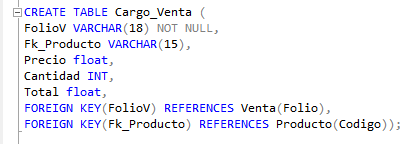 CREATE TABLE Cargo_Venta (
FolioV VARCHAR(18) NOT NULL,
Fk_Producto VARCHAR(15),
Precio float,
Cantidad INT,
Total float,
FOREIGN KEY(FolioV) REFERENCES Venta(Folio),
FOREIGN KEY(Fk_Producto) REFERENCES Producto(Codigo));